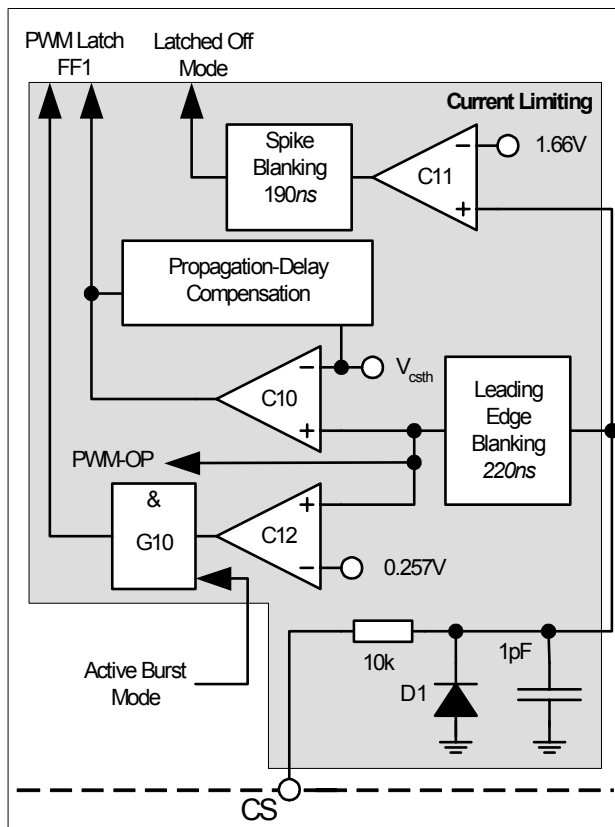 PWM Latch
FF1
Latched Off
Mode
Current Limiting
Spike
Blanking
190ns
C11
1.66V
Propagation-Delay
Compensation
C10
Vcsth
Leading
Edge
Blanking
220ns
PWM-OP
&
G10
C12
0.257V
Active Burst
Mode
10k
D1
1pF
CS